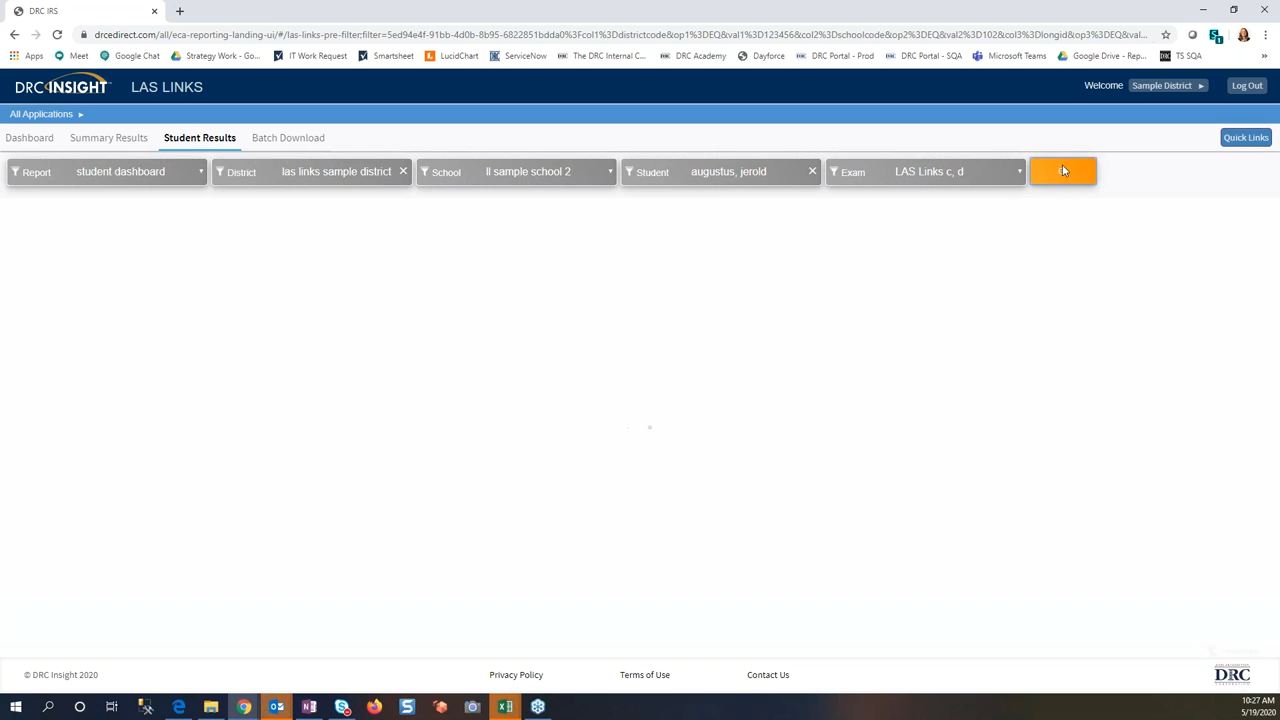 DRC IRS
drcedirect.com/all/eca-reporting-landing-ui/#/las-links-pre-filter;filter=5ed94e4f-91bb-4d0b-8b95-6822851bdda0%3Fcol1%3Ddistrictcode&op1%3DEQ&val1%3D123456&col2%3Dschoolcode&op2%3DEQ&val2%3D102&col3%3Dlongid&op3%3DEQ&va...
Apps Meet Google Chat Strategy Work - Go... IT Work Request Smartsheet LucidChart ServiceNow The DRC Internal C... DRC Academy Dayforce DRC Portal - Prod DRC Portal - SQA Microsoft Teams Google Drive - Rep... TS SQA
DRC INSIGHT LAS LINKS Welcome Sample District Log Out
All Applications
Dashboard Summary Results Student Results Batch Download Quick Links
Report student dashboard District las links sample district School ll sample school 2 Student augustus, jerold Exam LAS Links c, d
© DRC Insight 2020 Privacy Policy Terms of Use Contact Us DRC
10:27 AM
5/19/2020